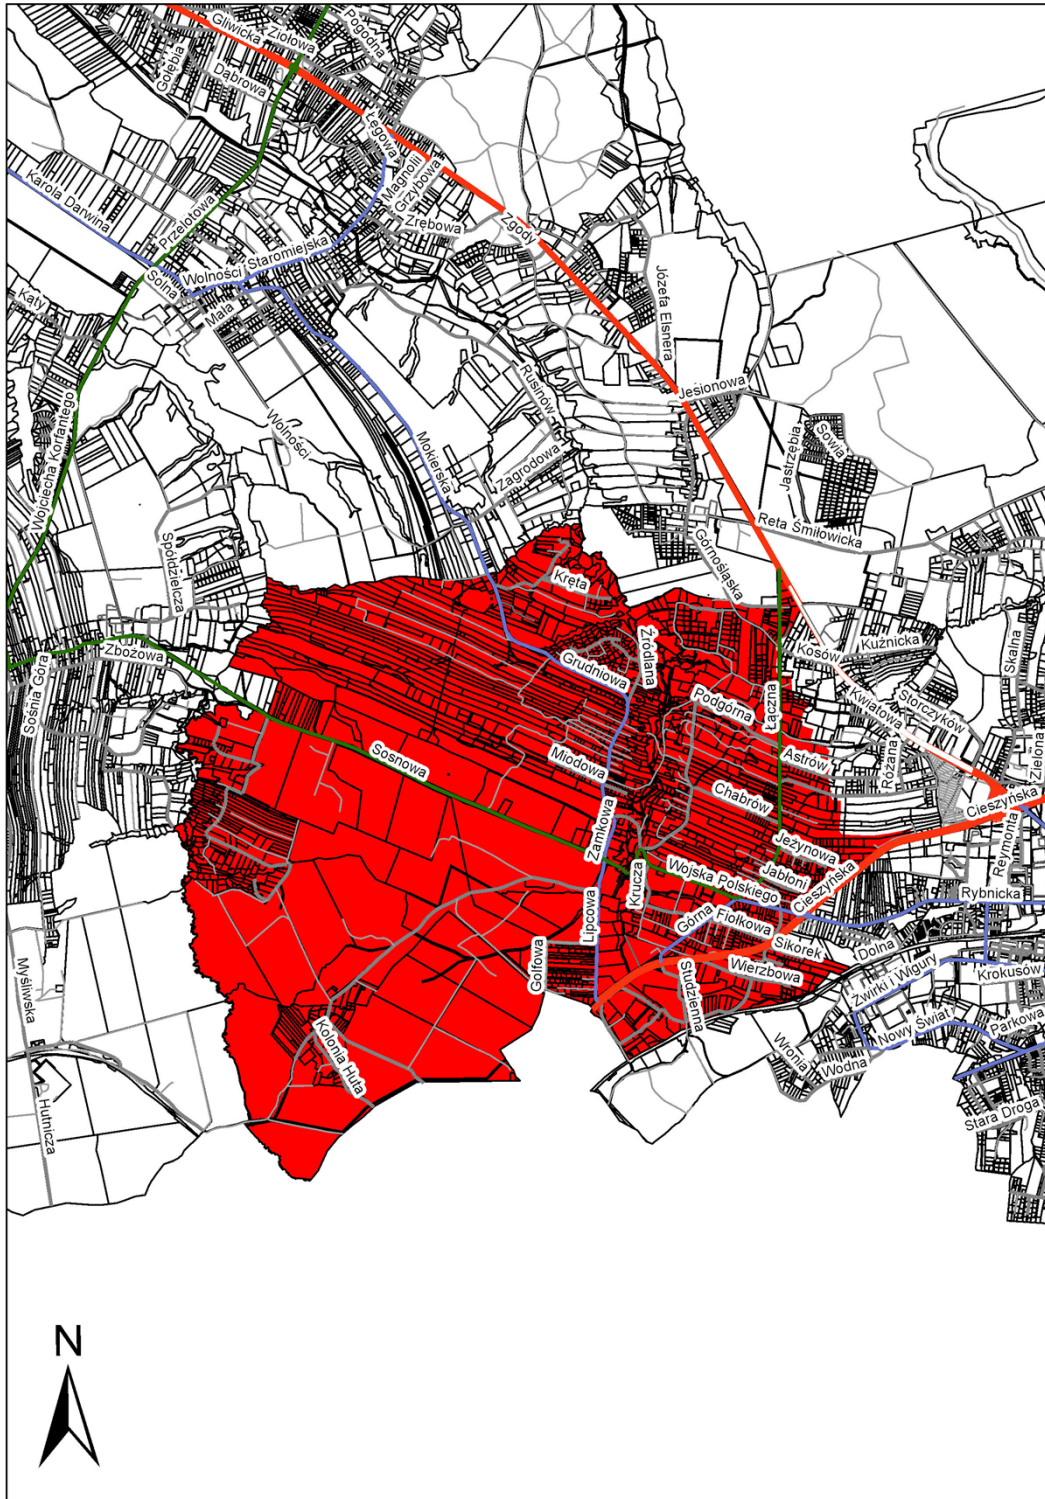 Gliwicka
Ziołowa
Pogodna
Gołębia
Dąbrowa
Łęgowa
Magnolii
Grzybowa
Zrębowa
Zgody
Karola Darwina
Przelotowa
Wolności
Staromiejska
Solna
Mała
Kąty
Józefa Elsnera
Jesionowa
Rusinów
Wojciecha Korfantego
Wolności
Mokierska
Zagrodowa
Jastrzębia
Sowia
Reta Śmiłowicka
Górnośląska
Spółdzielcza
Kręta
Źródlana
Kosów
Kuźnicka
Skalna
Zbożowa
Sośnia Góra
Grudniowa
Podgórna
Łączna
Kwiatowa
Storczyków
Sosnowa
Miodowa
Astrów
Różana
Zielona
Chabrów
Cieszyńska
Zamkowa
Jeżynowa
Reymonta
Wojska Polskiego
Jabłoni
Krucza
Cieszyńska
Rybnicka
Lipcowa
Górna
Fiołkowa
Sikorek
Dolna
Golfowa
Wierzbowa
Studzienna
Żwirki i Wigury
Krokusów
Myśliwska
Kolonia Huta
Nowy Świat
Parkowa
Wronia
Wodna
Hutnicza
Stara Droga
N